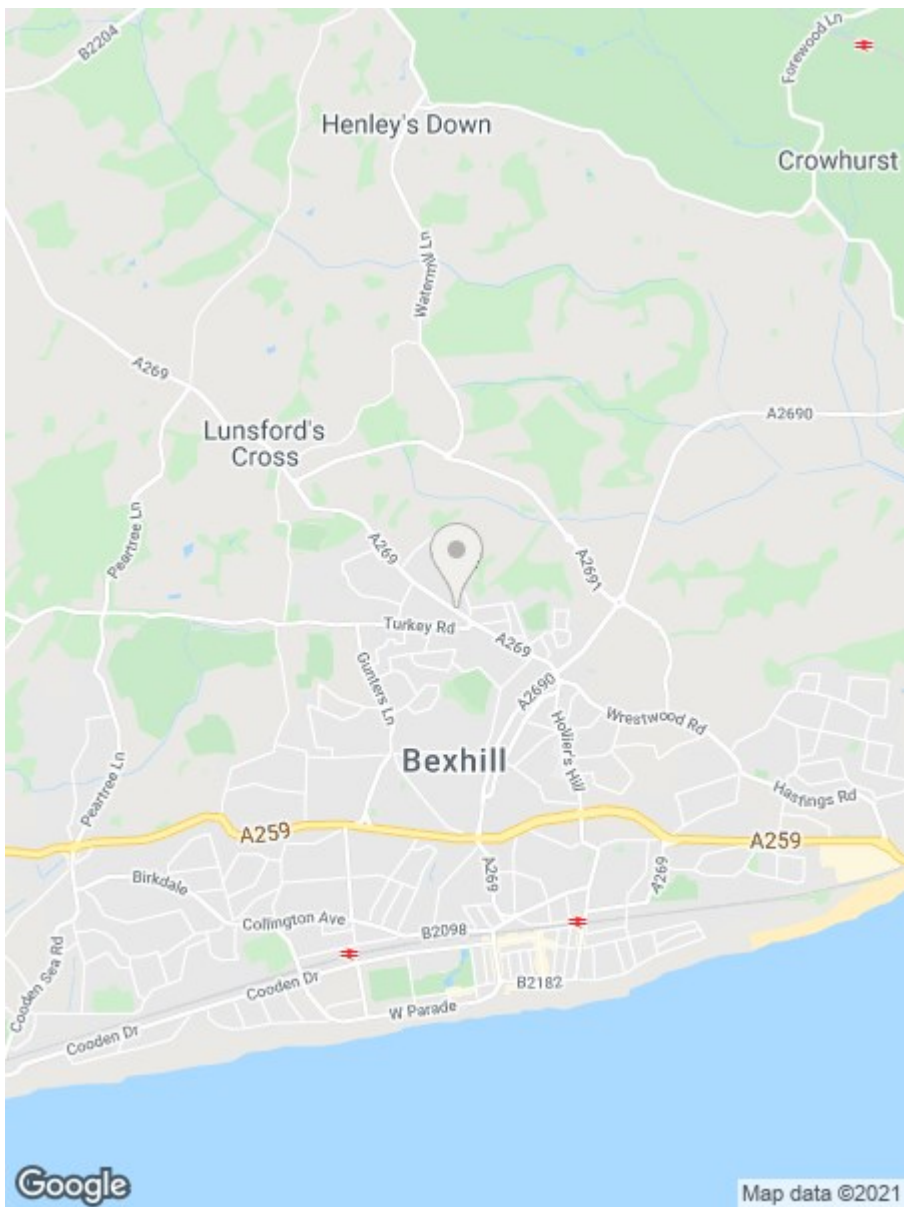 B2204
Forewood Ln
Henley's Down
Crowhurst
Watermill Ln
A269
A2690
Lunsford's
Cross
Peartree Ln
A269
A2691
Turkey Rd
A269
Gunters Ln
A2690
Hollier's Hill
Wrestwood Rd
Bexhill
Peartree Ln
Hastings Rd
A259
A259
A269
A269
Birkdale
Collington Ave
B2098
Cooden Sea Rd
Cooden Dr
B2182
W Parade
Cooden Dr
Google
Map data ©2021